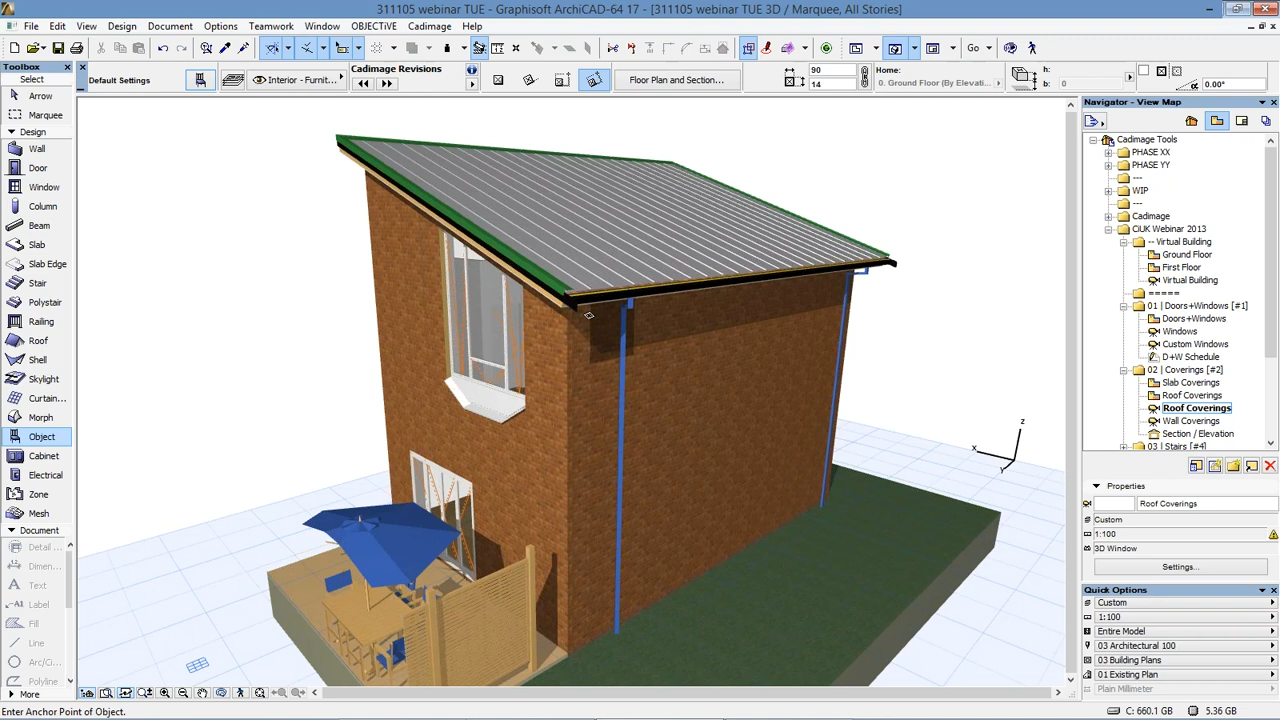 311105 webinar TUE - Graphisoft ArchiCAD-64 17 - [311105 webinar TUE 3D / Marquee, All Stories]
File Edit View Design Document Options Teamwork Window OBJECTiVE Cadimage Help
Go
Toolbox
Select
Arrow
Marquee
Design
Wall
Door
Window
Column
Beam
Slab
Slab Edge
Stair
Polystair
Railing
Roof
Shell
Skylight
Curtain...
Morph
Object
Cabinet
Electrical
Zone
Mesh
Document
Detail ...
Dimen...
Text
Label
Fill
Line
Arc/Ci...
Polyline
More
Default Settings
Interior - Furnit...
Cadimage Revisions
Floor Plan and Section...
90
14
Home:
0. Ground Floor (By Elevati...
h:
b: 0
0.00°
z
x
y
Navigator - View Map
Cadimage Tools
PHASE XX
PHASE YY
---
WIP
---
Cadimage
CiUK Webinar 2013
-- Virtual Building
Ground Floor
First Floor
Virtual Building
=====
01 | Doors+Windows [#1]
Doors+Windows
Windows
Custom Windows
D+W Schedule
02 | Coverings [#2]
Slab Coverings
Roof Coverings
Roof Coverings
Wall Coverings
Section / Elevation
03 | Stairs [#4]
Properties
Roof Coverings
Custom
1:100
3D Window
Settings...
Quick Options
Custom
1:100
Entire Model
03 Architectural 100
03 Building Plans
01 Existing Plan
Plain Millimeter
Enter Anchor Point of Object.
C: 660.1 GB
5.36 GB